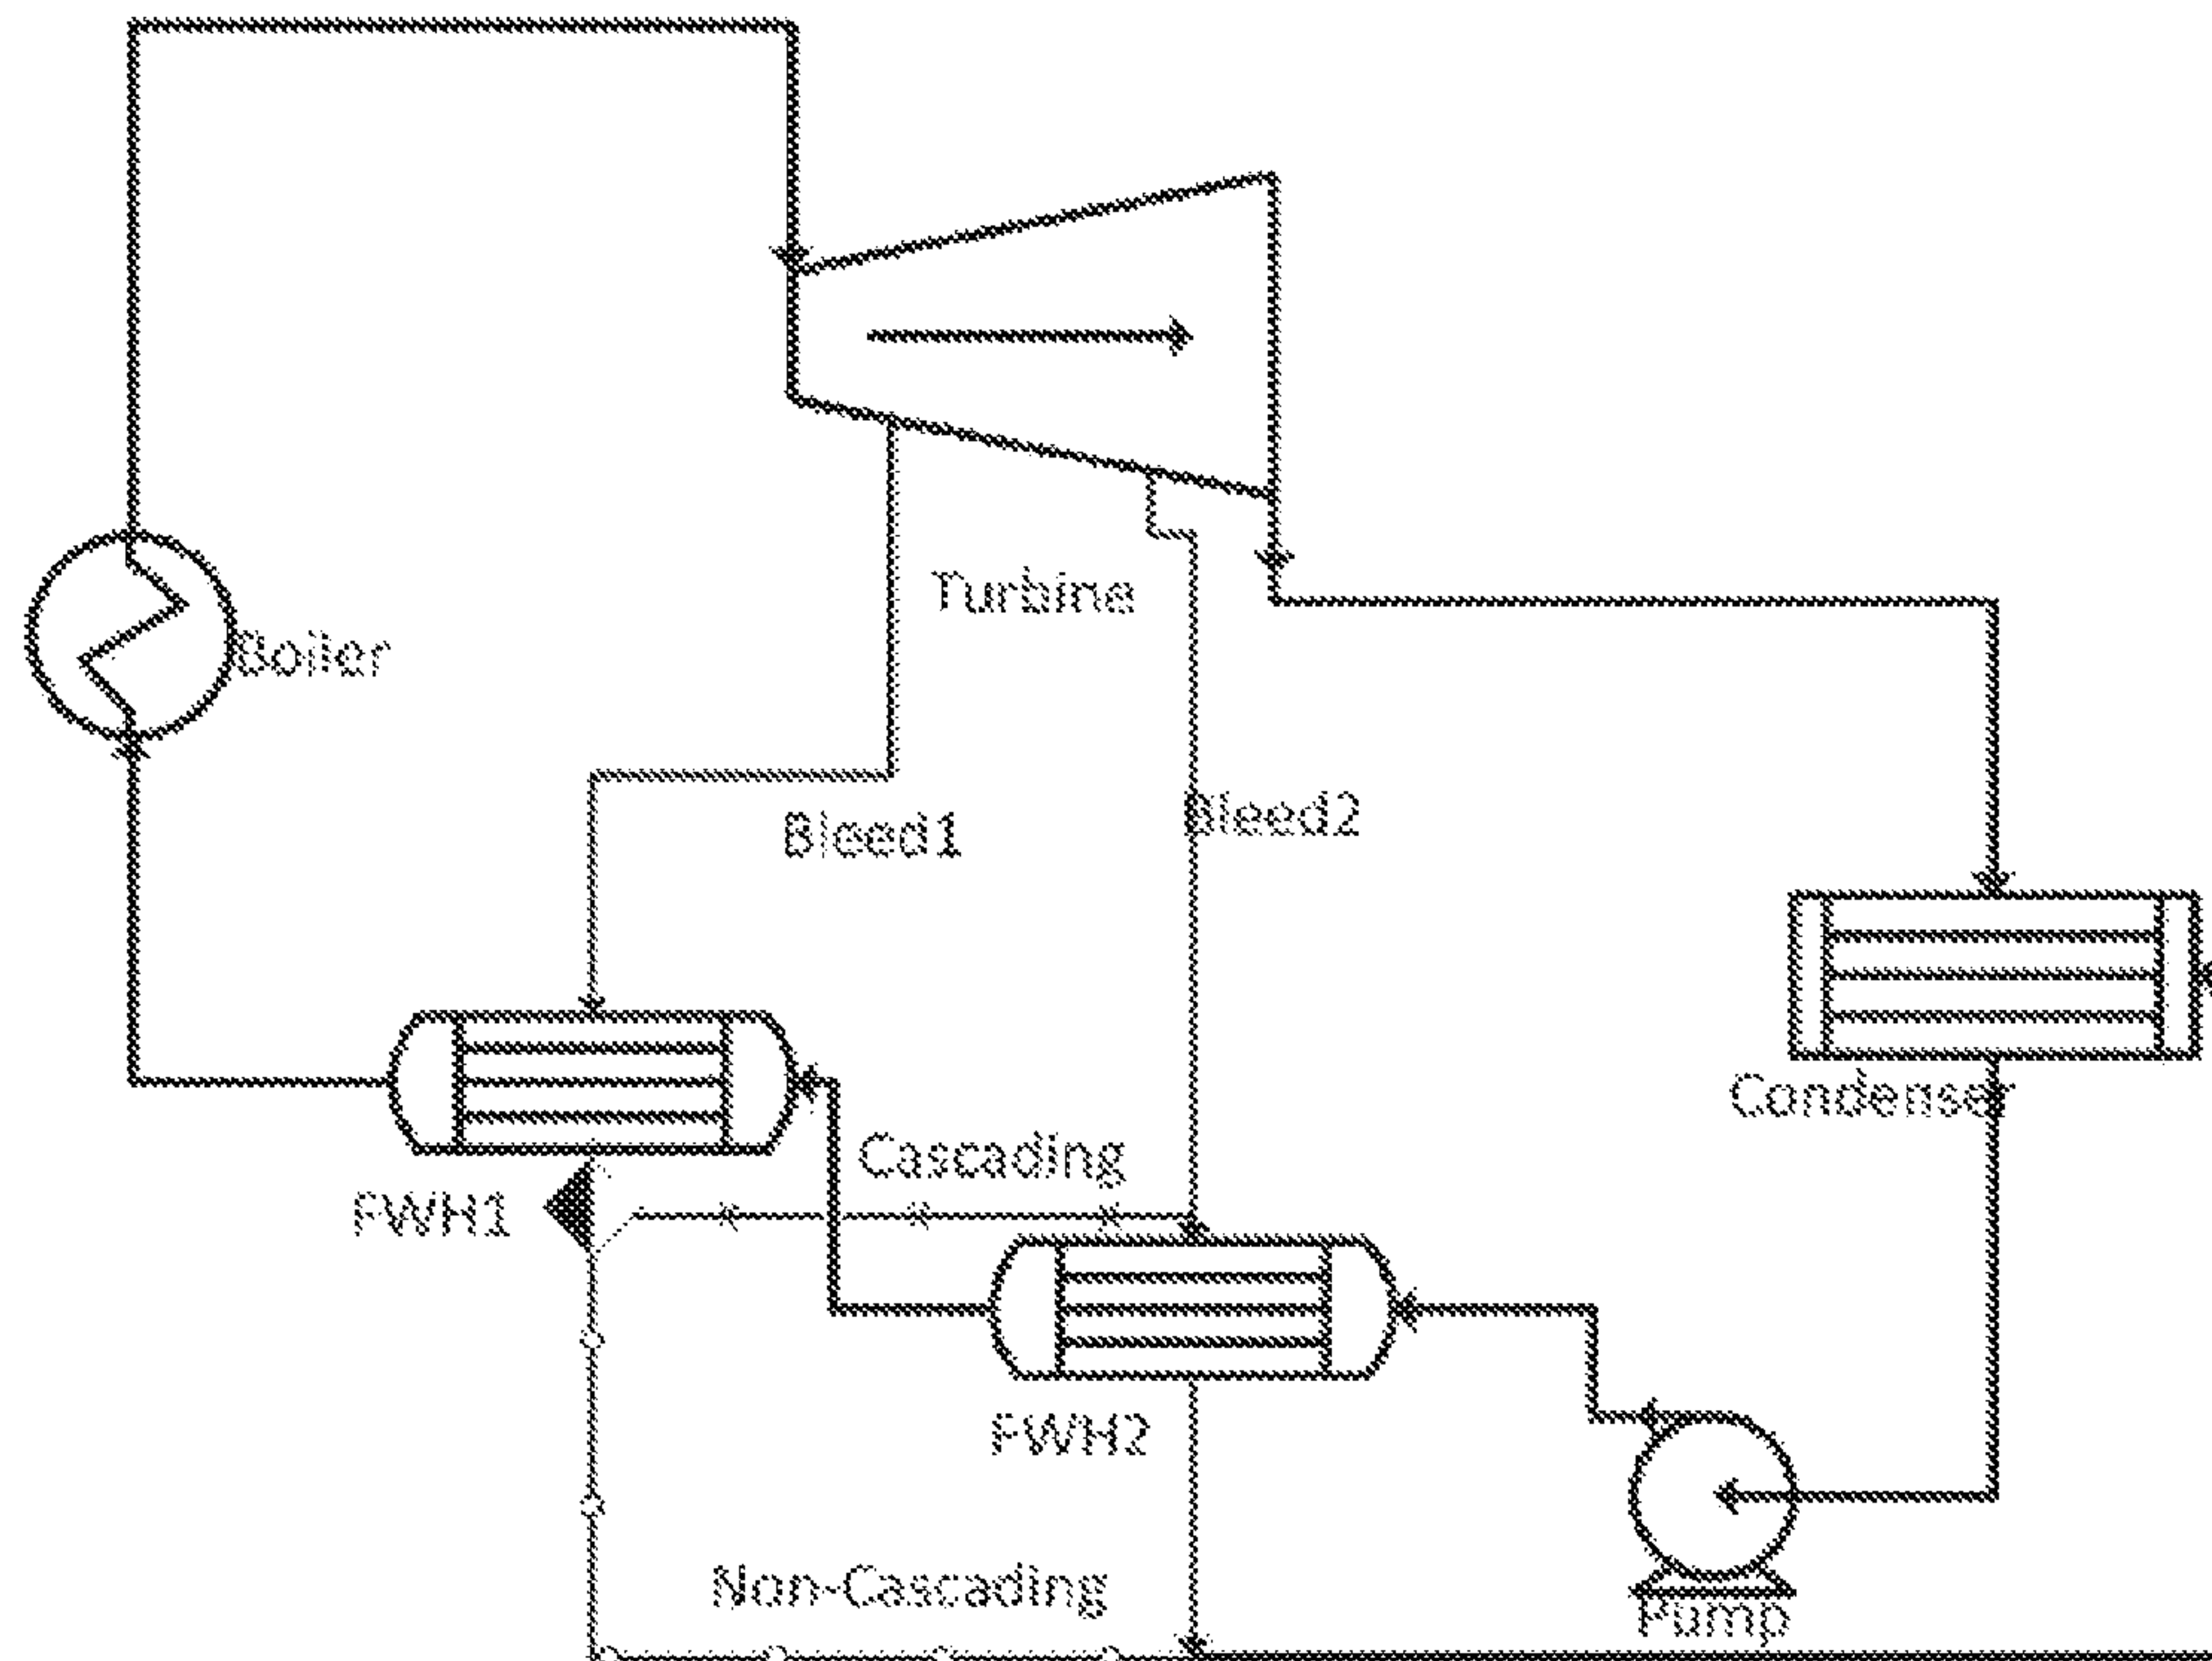 Turbine
Boiler
Bleed1
Bleed2
Condenser
Cascading
FWH1
FWH2
Non-Cascading
Pump